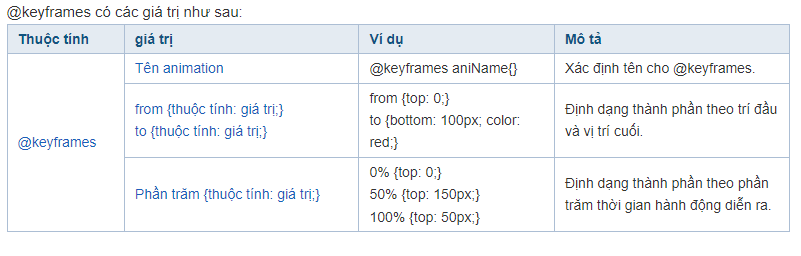 @keyframes có các giá trị như sau:
Thuộc tính giá trị Ví dụ Mô tả
Tên animation @keyframes aniName{} Xác định tên cho @keyframes.
@keyframes
from {thuộc tính: giá trị;}
to {thuộc tính: giá trị;}
from {top: 0;}
to {bottom: 100px; color:
red;}
Định dạng thành phần theo trí đầu
và vị trí cuối.
Phần trăm {thuộc tính: giá trị;}
0% {top: 0;}
50% {top: 150px;}
100% {top: 50px;}
Định dạng thành phần theo phần
trăm thời gian hành động diễn ra.